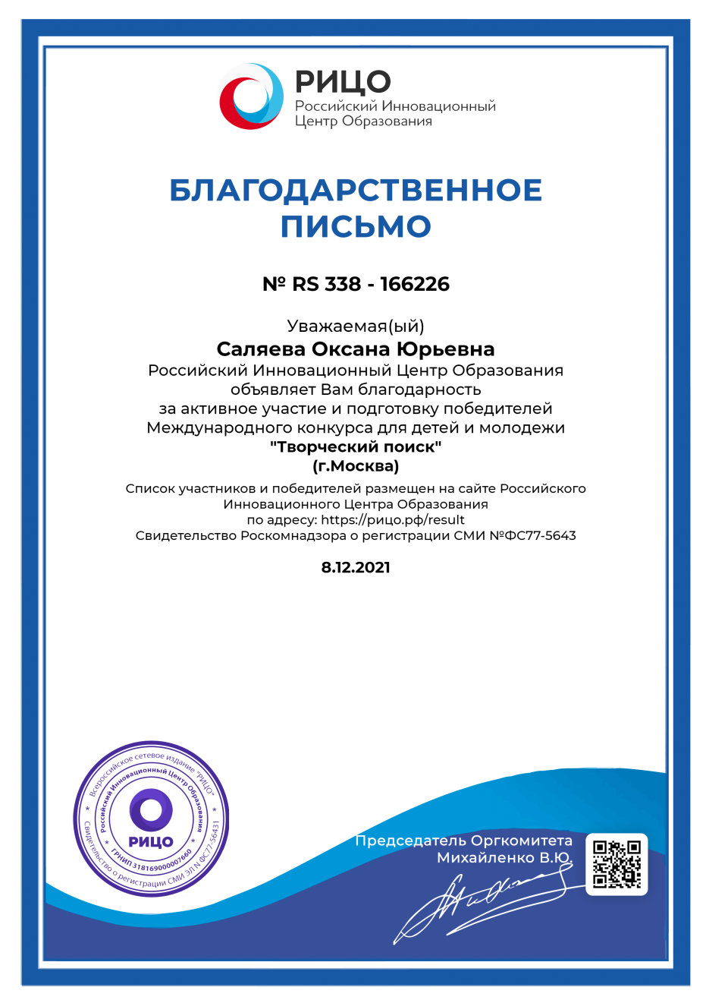 РИЦО
Российский Инновационный
Центр Образования
БЛАГОДАРСТВЕННОЕ
ПИСЬМО
№ RS 338 - 166226
Уважаемая(ый)
Саляева Оксана Юрьевна
Российский Инновационный Центр Образования
объявляет Вам благодарность
за активное участие и подготовку победителей
Международного конкурса для детей и молодежи
"Творческий поиск"
(г.Москва)
Список участников и победителей размещен на сайте Российского
Инновационного Центра Образования
по адресу: https://рицо.рф/result
Свидетельство Роскомнадзора о регистрации СМИ №ФС77-5643
8.12.2021
Всероссийское сетевое издание "РИЦО"
* Свидетельство о регистрации СМИ ЭЛ N ФС77-56431 *
Российский Инновационный Центр Образования
* ГРНИП 318169000007660 *
РИЦО
Председатель Оргкомитета
Михайленко В.Ю.